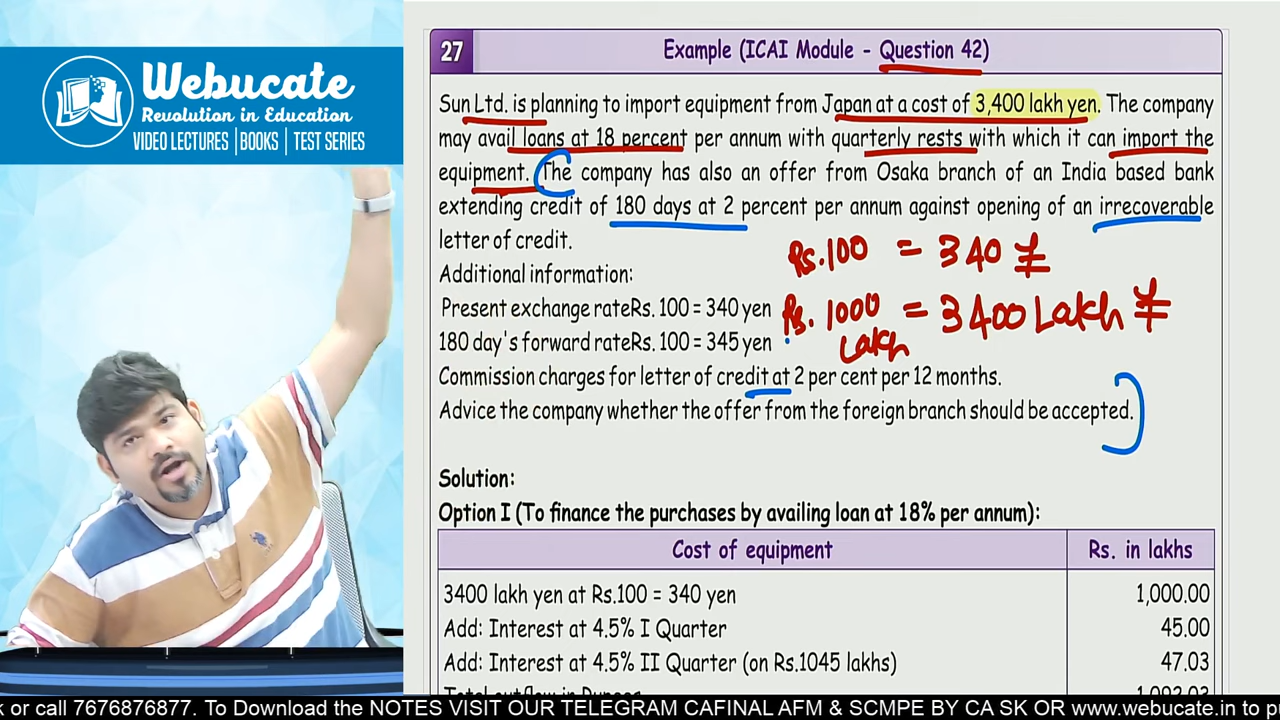 Webucate
Revolution in Education
VIDEO LECTURES | BOOKS | TEST SERIES
27
Example (ICAI Module - Question 42)
Sun Ltd. is planning to import equipment from Japan at a cost of 3,400 lakh yen. The company
may avail loans at 18 percent per annum with quarterly rests with which it can import the
equipment. The company has also an offer from Osaka branch of an India based bank
extending credit of 180 days at 2 percent per annum against opening of an irrecoverable
letter of credit.
Rs.100 = 340 ¥
Additional information:
Present exchange rateRs. 100 = 340 yen
Rs. 1000 Lakh = 3400 Lakh ¥
180 day's forward rateRs. 100 = 345 yen
Commission charges for letter of credit at 2 per cent per 12 months.
Advice the company whether the offer from the foreign branch should be accepted.
Solution:
Option I (To finance the purchases by availing loan at 18% per annum):
Cost of equipment Rs. in lakhs
3400 lakh yen at Rs.100 = 340 yen 1,000.00
Add: Interest at 4.5% I Quarter 45.00
Add: Interest at 4.5% II Quarter (on Rs.1045 lakhs) 47.03
Total outflow in Rupees 1,092.03
k or call 7676876877. To Download the NOTES VISIT OUR TELEGRAM CAFINAL AFM & SCMPE BY CA SK OR www.webucate.in to p